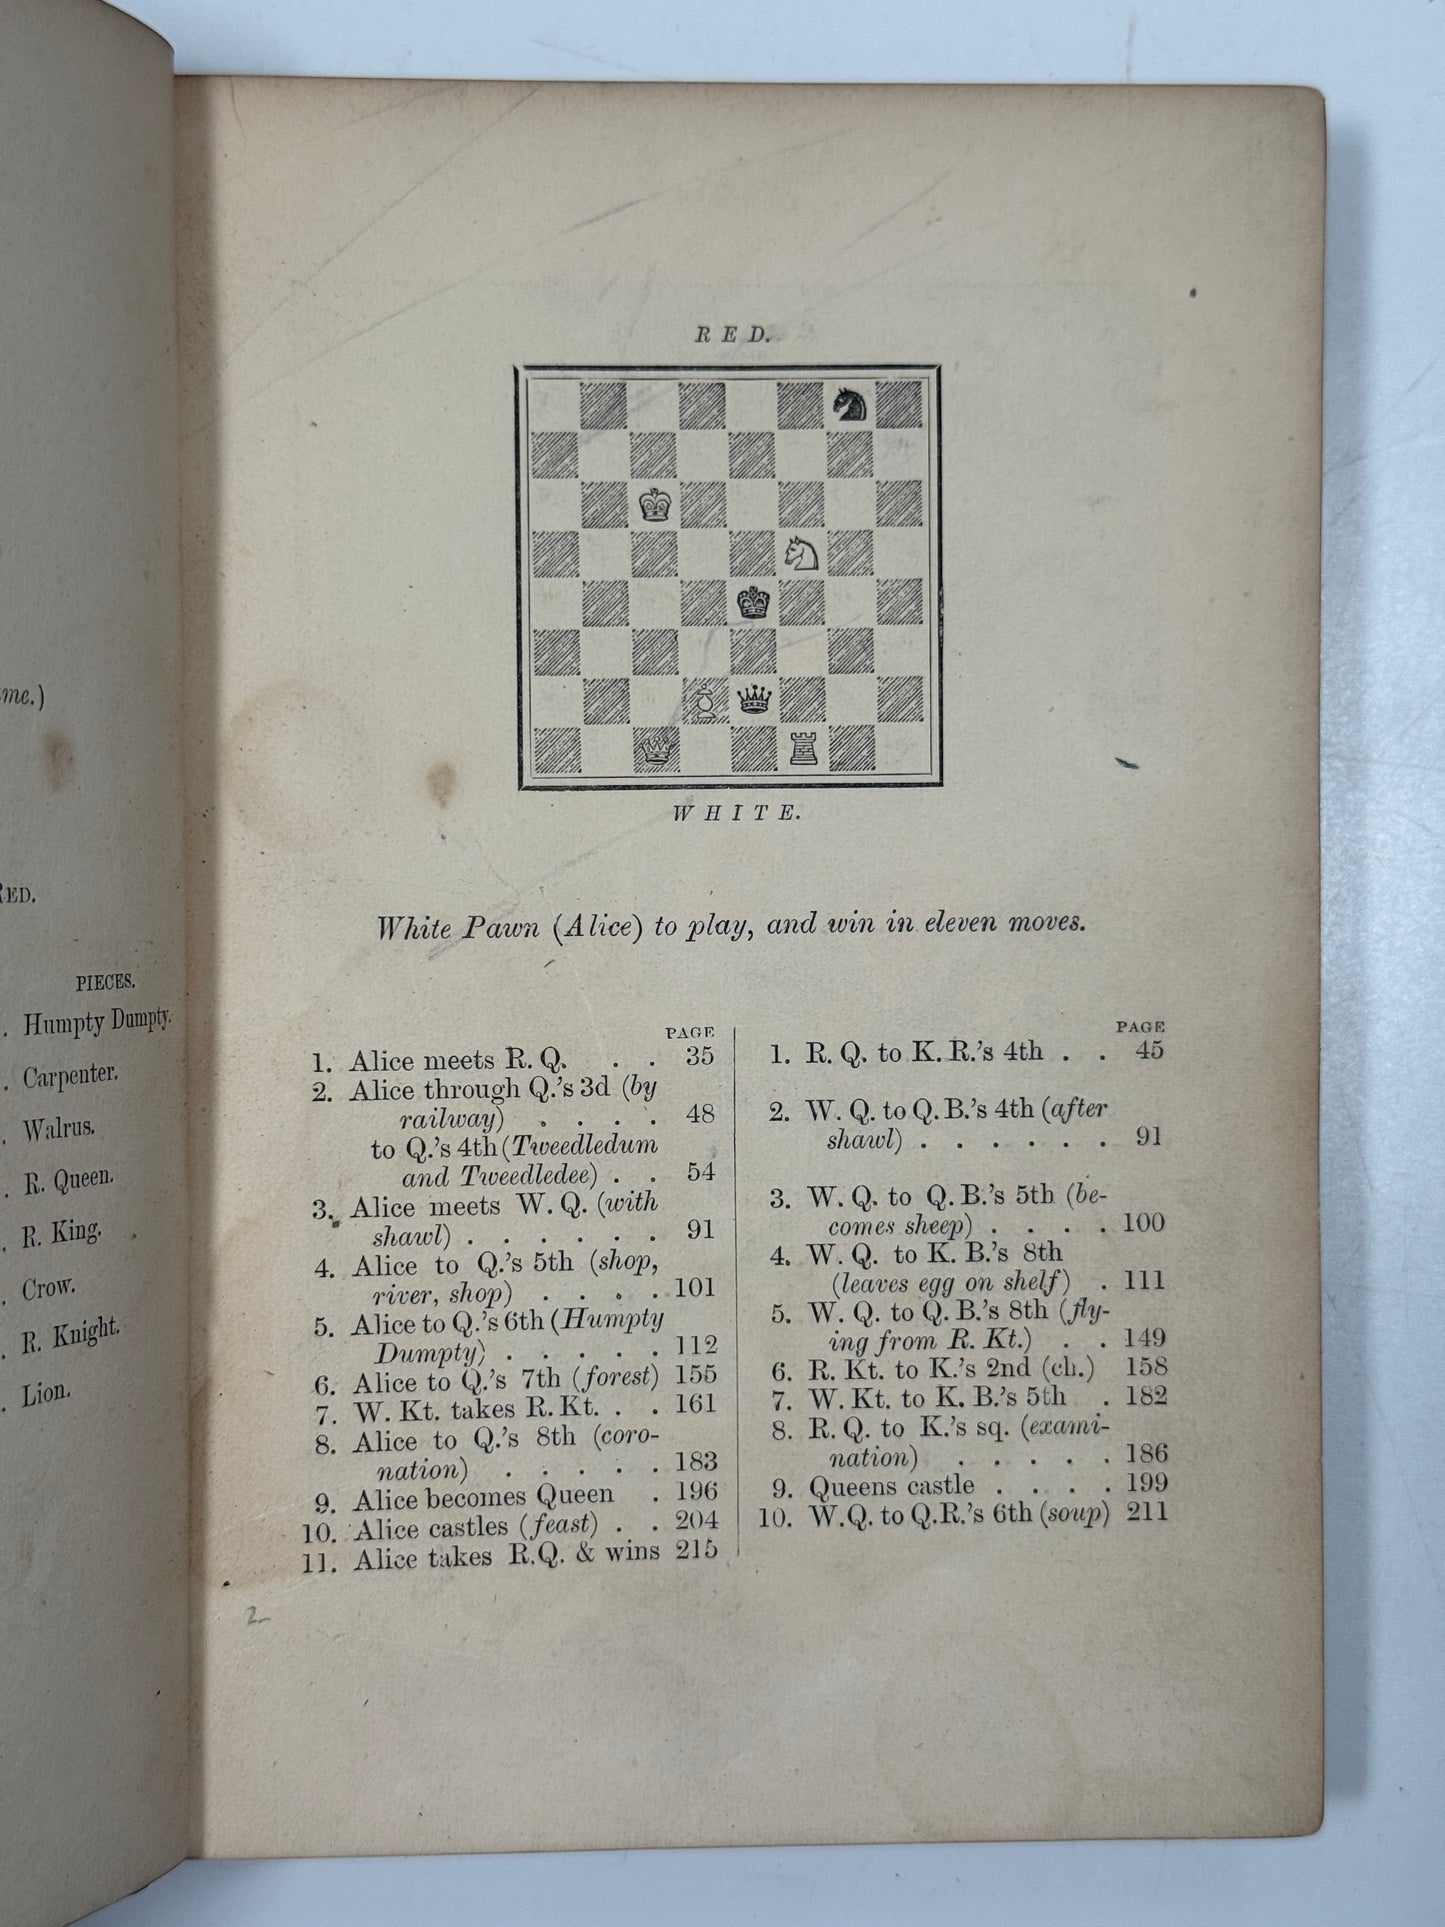 me.)
RED.
PIECES.
. Humpty Dumpty.
. Carpenter.
. Walrus.
. R. Queen.
. R. King.
. Crow.
. R. Knight.
. Lion.
RED.
WHITE.
White Pawn (Alice) to play, and win in eleven moves.
PAGE
1. Alice meets R. Q. . . 35
2. Alice through Q.'s 3d (by
railway) . . . . 48
to Q.'s 4th (Tweedledum
and Tweedledee) . . 54
3. Alice meets W. Q. (with
shawl) . . . . . . 91
4. Alice to Q.'s 5th (shop,
river, shop) . . . . 101
5. Alice to Q.'s 6th (Humpty
Dumpty) . . . . . 112
6. Alice to Q.'s 7th (forest) 155
7. W. Kt. takes R. Kt. . . 161
8. Alice to Q.'s 8th (coro-
nation) . . . . . 183
9. Alice becomes Queen . 196
10. Alice castles (feast) . . 204
11. Alice takes R.Q. & wins 215
PAGE
1. R. Q. to K. R.'s 4th . . 45
2. W. Q. to Q. B.'s 4th (after
shawl) . . . . . . 91
3. W. Q. to Q. B.'s 5th (be-
comes sheep) . . . . 100
4. W. Q. to K. B.'s 8th
(leaves egg on shelf) . 111
5. W. Q. to Q. B.'s 8th (fly-
ing from R. Kt.) . . 149
6. R. Kt. to K.'s 2nd (ch.) 158
7. W. Kt. to K. B.'s 5th . 182
8. R. Q. to K.'s sq. (exami-
nation) . . . . . 186
9. Queens castle . . . . 199
10. W.Q. to Q.R.'s 6th (soup) 211
2